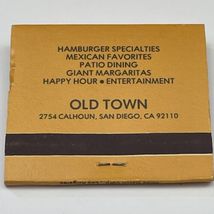 HAMBURGER SPECIALTIES
MEXICAN FAVORITES
PATIO DINING
GIANT MARGARITAS
HAPPY HOUR • ENTERTAINMENT
OLD TOWN
2754 CALHOUN, SAN DIEGO, CA 92110